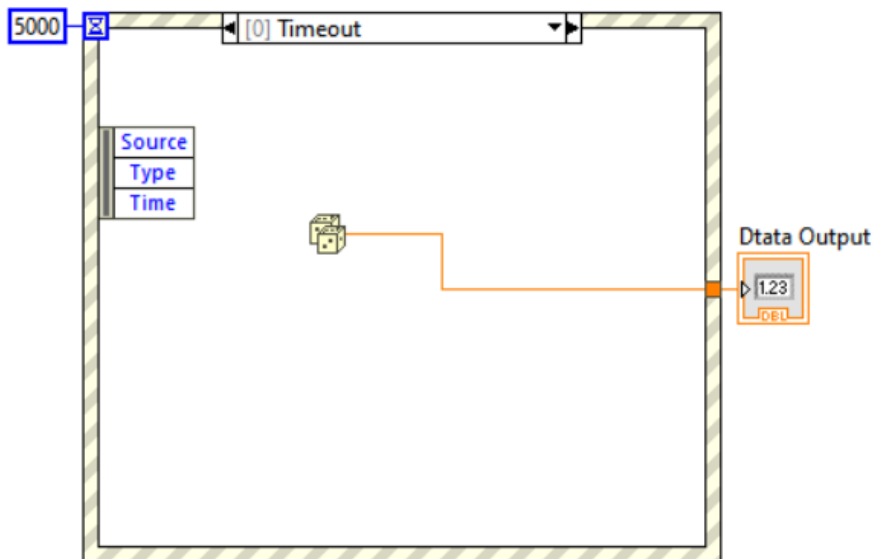 5000
[0] Timeout
Source
Type
Time
Dtata Output
1.23
DBL